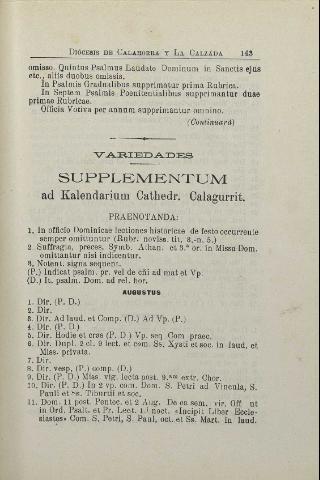 DIÓCESIS DE CALAHORRA Y LA CALZADA 143
omisso. Quintus Psalmus Laudate Dominum in Sanctis ejus
etc., aliis duobus omissis.
In Psalmis Gradualibus supprimatur prima Rubrica.
In Septem Psalmis Poenitentialibus supprimantur duae
primae Rubricae.
Officia Votiva per annum supprimantur omnino.
(Continuará)
VARIEDADES
SUPPLEMENTUM
ad Kalendarium Cathedr. Calagurrit.
PRAENOTANDA:
1. In officio Dominicae lectiones historicae de festo occurrente
semper omittuntur (Rubr. noviss. tit, 3,-n. 5.)
2 Suffragia, preces, Symb. Athan. et 3.ª or. in Missa Dom.
omittantur nisi indicentur.
3. Notent. signa sequent.
(P.) Indicat psalm. pr. vel de cñi ad mat et Vp.
(D.) It. psalm. Dom. ad rel. hor.
AUGUSTUS
1. Dir. (P. D.)
2. Dir.
3. Dir. Ad laud. et Comp. (D.) Ad Vp. (P.)
4. Dir. (P. D.)
5. Dir. Hodie et cras (P. D.) Vp. seq Com praec.
6. Dir. Dupl. 2 cl. 9 lect. et com. Ss. Xysti et soc. in laud. et
Miss. privata.
7. Dir.
8. Dir. vesp, (P.) comp. (D.)
9. Dir. (P. D.) Miss. vig. lecta post. 9.am extr. Chor.
10. Dir. (P. D.) In 2 vp. com. Dom. S. Petri ad Vincula, S.
Pauli et Ss. Tiburtii et soc.
11. Dom. 11 post. Pentec. et 2 Aug. De ea sem. vir. Off ut
in Ord. Psalt. et Pr. Lect. 1.i noct. «Incipit Liber Eccle-
siastes» Com. S. Petri, S. Paul, oct. et Ss. Mart. in laud.